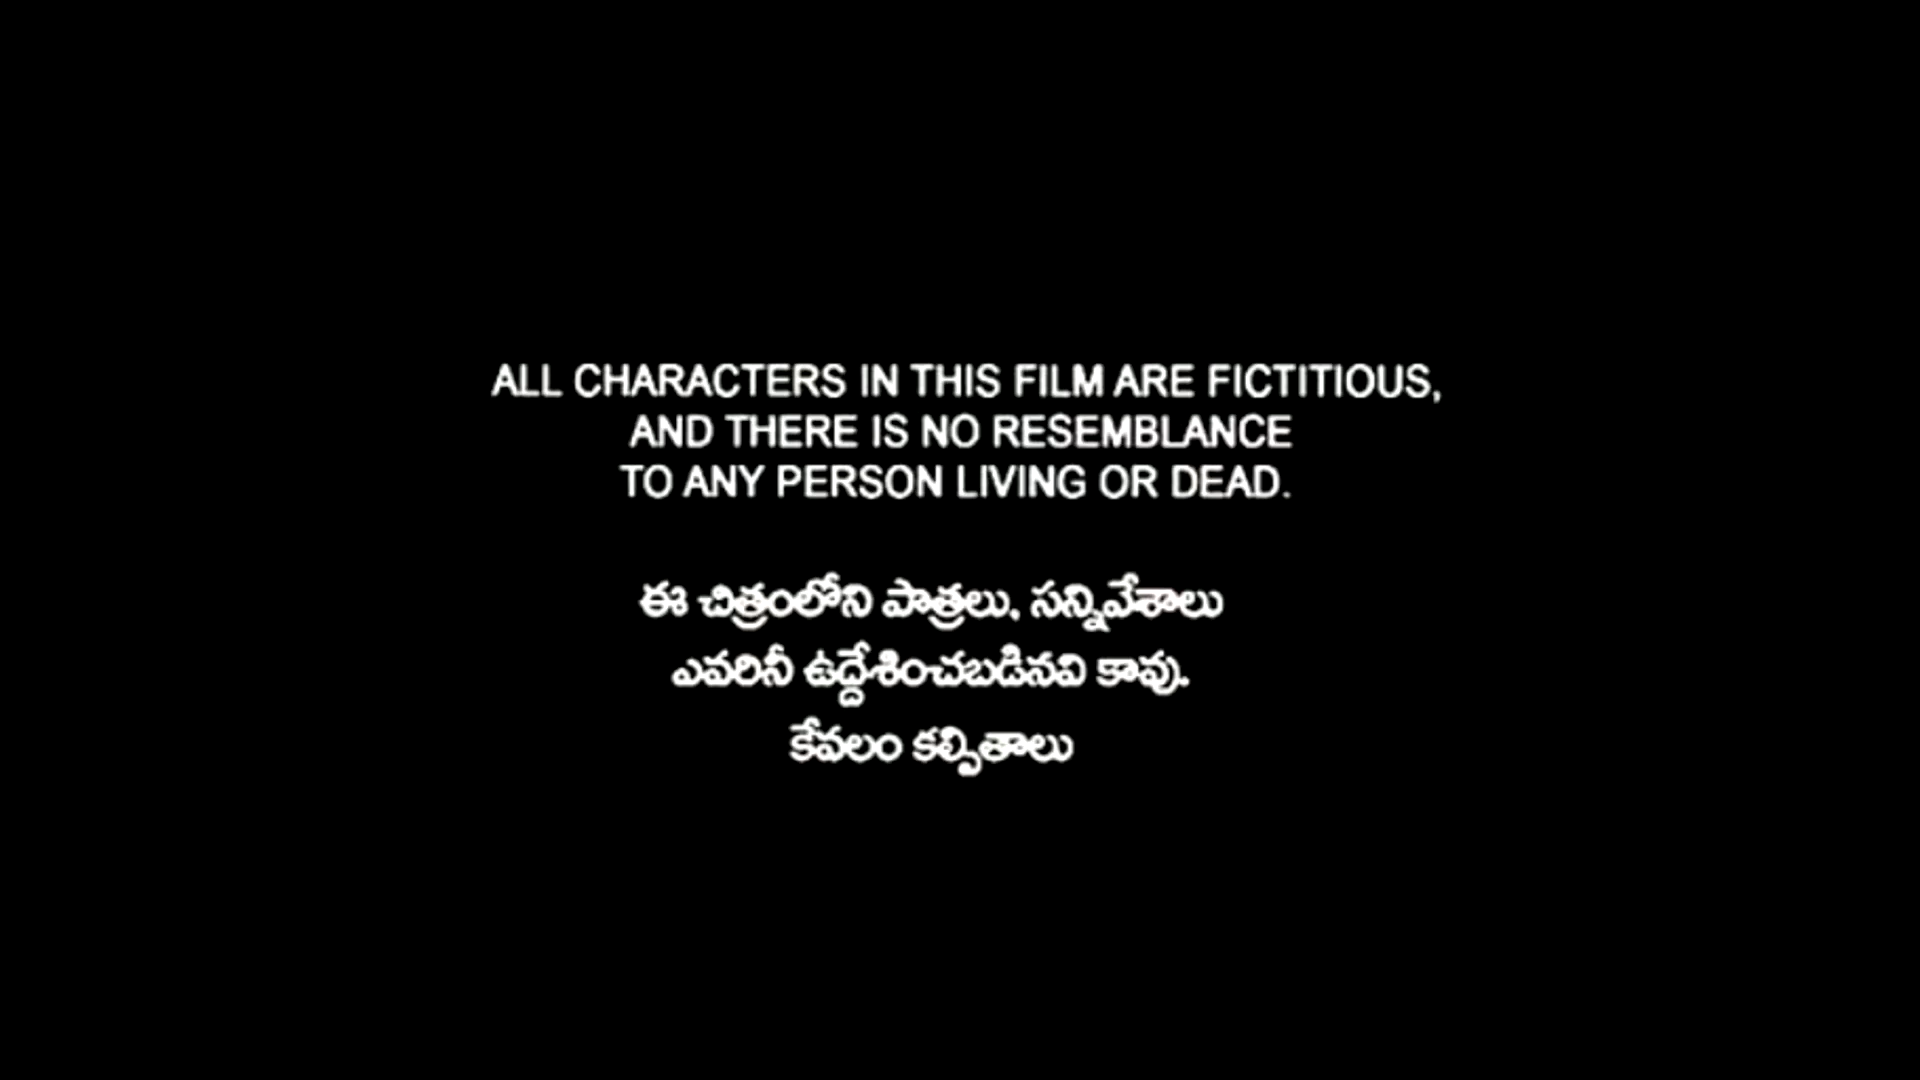 ALL CHARACTERS IN THIS FILM ARE FICTITIOUS,
AND THERE IS NO RESEMBLANCE
TO ANY PERSON LIVING OR DEAD.
ఈ చిత్రంలోని పాత్రలు, సన్నివేశాలు
ఎవరినీ ఉద్దేశించబడినవి కావు.
కేవలం కల్పితాలు